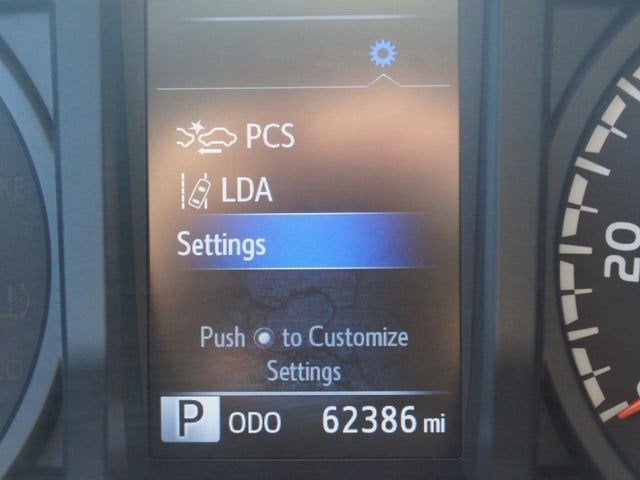 PCS
LDA
Settings
Push to Customize
Settings
P ODO 62386 mi
20